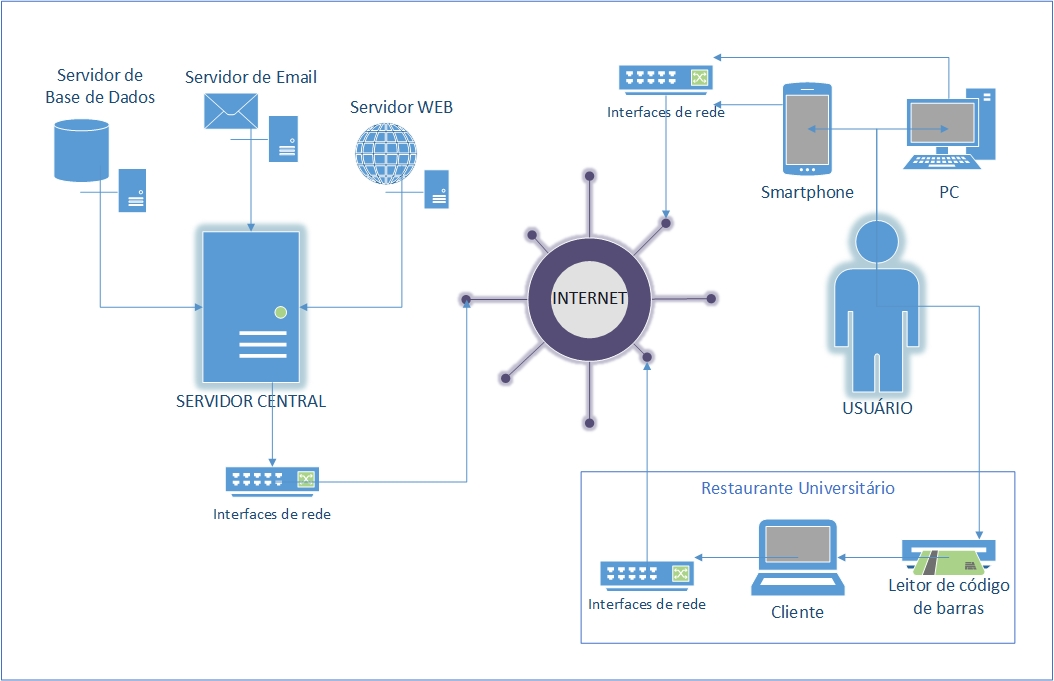 Servidor de
Base de Dados
Servidor de Email
Servidor WEB
Interfaces de rede
Smartphone
PC
INTERNET
SERVIDOR CENTRAL
USUÁRIO
Interfaces de rede
Restaurante Universitário
Interfaces de rede
Cliente
Leitor de código
de barras